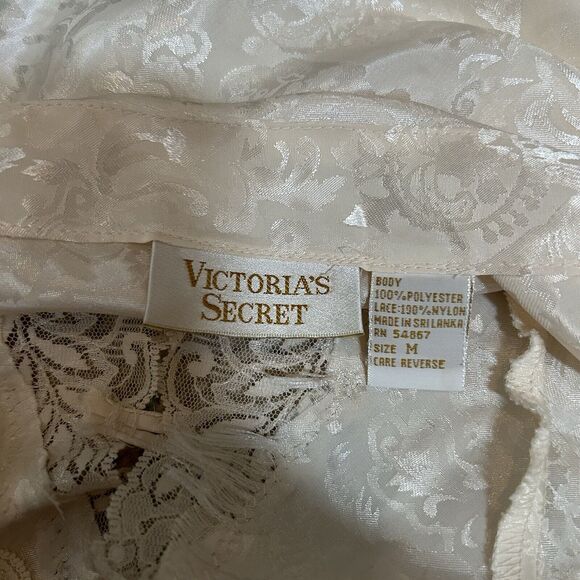 VICTORIA'S
SECRET
BODY
100%POLYESTER
LACE:100%NYLON
MADE IN SRI LANKA
RN 54867
SIZE M
CARE REVERSE